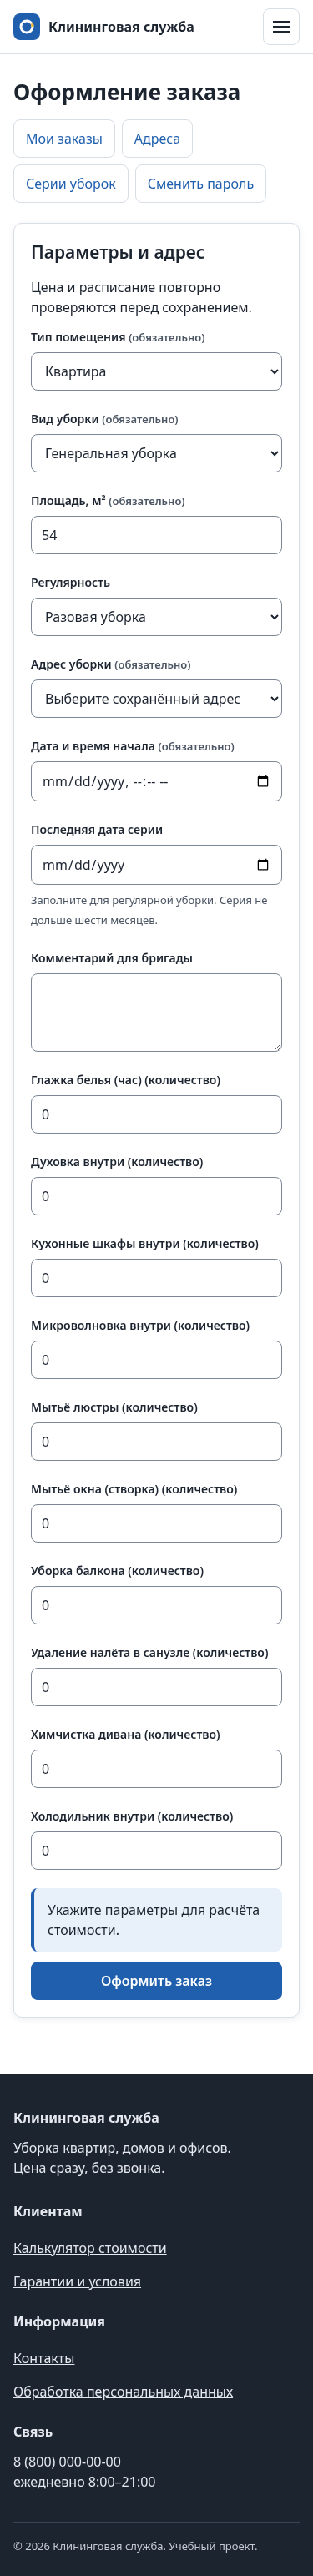 Клининговая служба
Оформление заказа
Мои заказы
Адреса
Серии уборок
Сменить пароль
Параметры и адрес
Цена и расписание повторно
проверяются перед сохранением.
Тип помещения (обязательно)
Квартира
Вид уборки (обязательно)
Генеральная уборка
Площадь, м² (обязательно)
54
Регулярность
Разовая уборка
Адрес уборки (обязательно)
Выберите сохранённый адрес
Дата и время начала (обязательно)
mm/dd/yyyy, --:-- --
Последняя дата серии
mm/dd/yyyy
Заполните для регулярной уборки. Серия не
дольше шести месяцев.
Комментарий для бригады
Глажка белья (час) (количество)
0
Духовка внутри (количество)
0
Кухонные шкафы внутри (количество)
0
Микроволновка внутри (количество)
0
Мытьё люстры (количество)
0
Мытьё окна (створка) (количество)
0
Уборка балкона (количество)
0
Удаление налёта в санузле (количество)
0
Химчистка дивана (количество)
0
Холодильник внутри (количество)
0
Укажите параметры для расчёта
стоимости.
Оформить заказ
Клининговая служба
Уборка квартир, домов и офисов.
Цена сразу, без звонка.
Клиентам
Калькулятор стоимости
Гарантии и условия
Информация
Контакты
Обработка персональных данных
Связь
8 (800) 000-00-00
ежедневно 8:00–21:00
© 2026 Клининговая служба. Учебный проект.